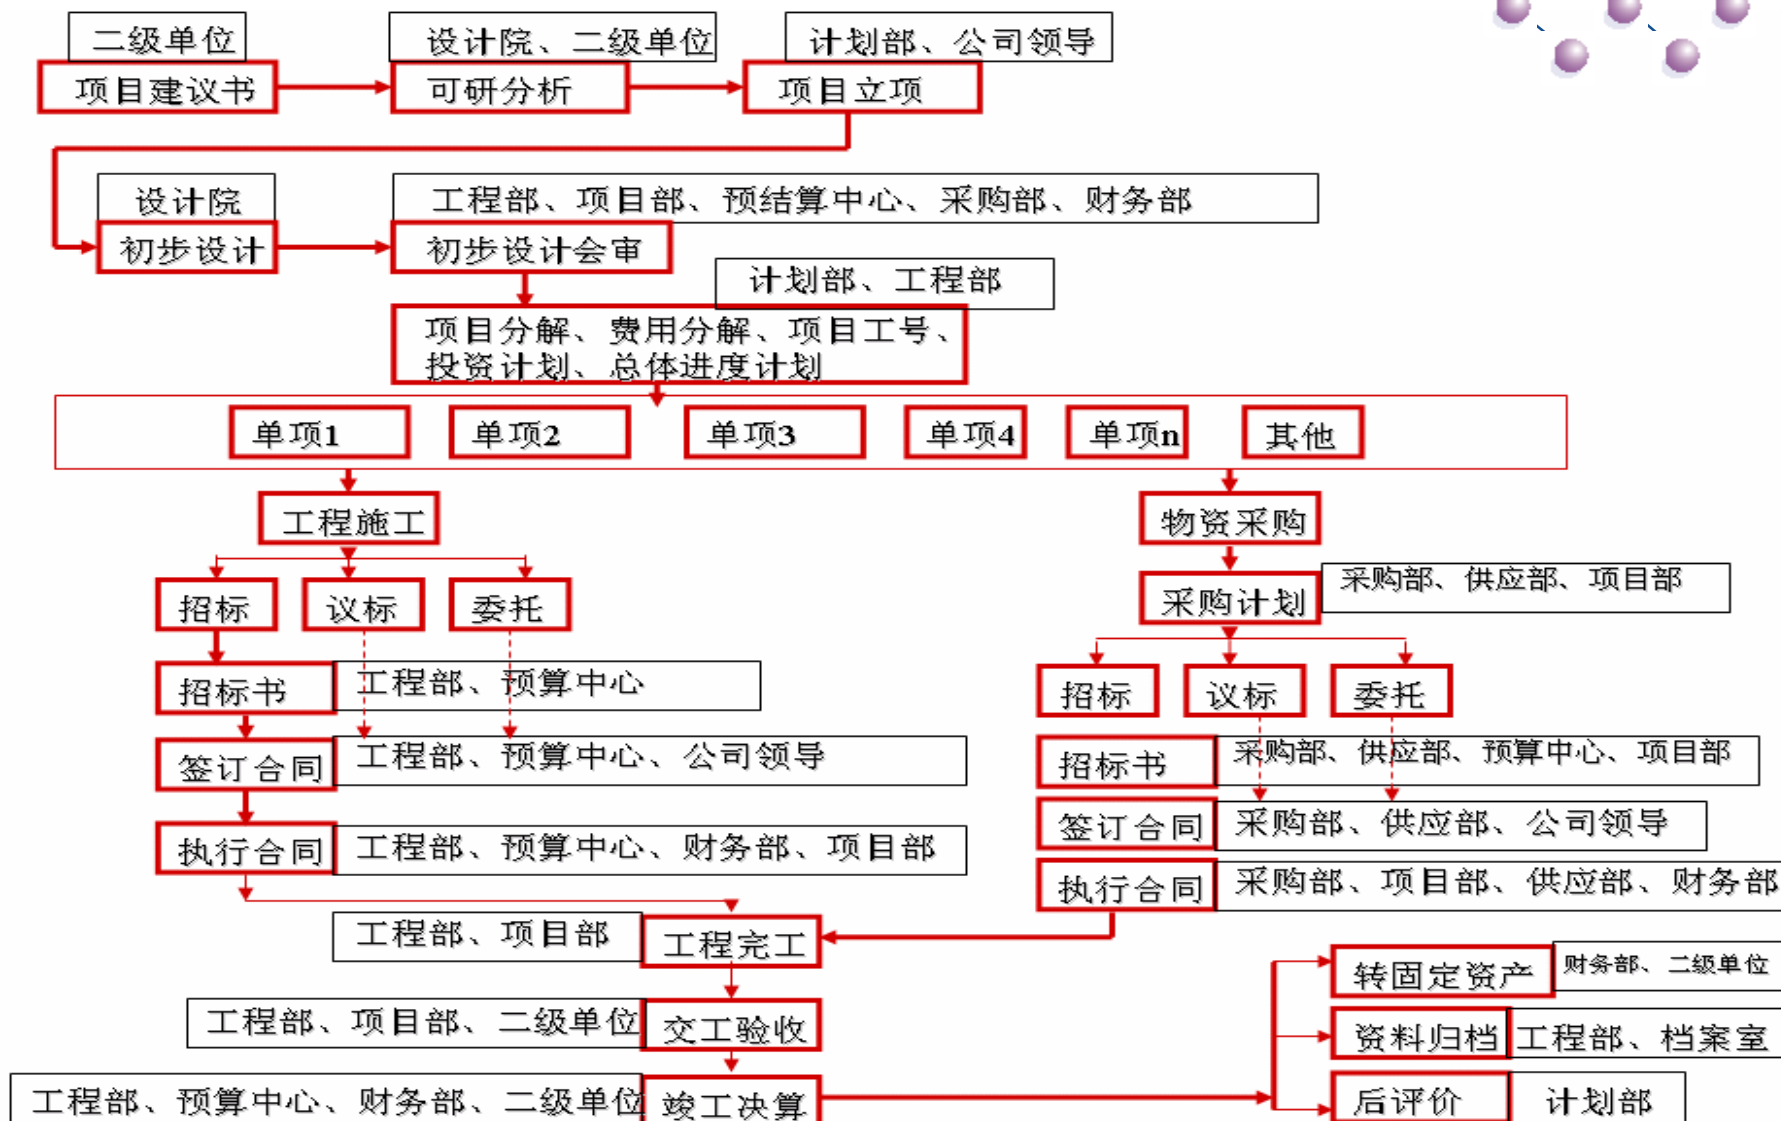 二级单位
设计院、二级单位
计划部、公司领导
项目建议书
可研分析
项目立项
设计院
工程部、项目部、预结算中心、采购部、财务部
初步设计
初步设计会审
计划部、工程部
项目分解、费用分解、项目工号、
投资计划、总体进度计划
单项1
单项2
单项3
单项4
单项n
其他
工程施工
物资采购
招标
议标
委托
采购计划
采购部、供应部、项目部
招标书
工程部、预算中心
招标
议标
委托
签订合同
工程部、预算中心、公司领导
招标书
采购部、供应部、预算中心、项目部
签订合同
采购部、供应部、公司领导
执行合同
工程部、预算中心、财务部、项目部
执行合同
采购部、项目部、供应部、财务部
工程部、项目部
工程完工
转固定资产
财务部、二级单位
工程部、项目部、二级单位
交工验收
资料归档
工程部、档案室
工程部、预算中心、财务部、二级单位
竣工决算
后评价
计划部